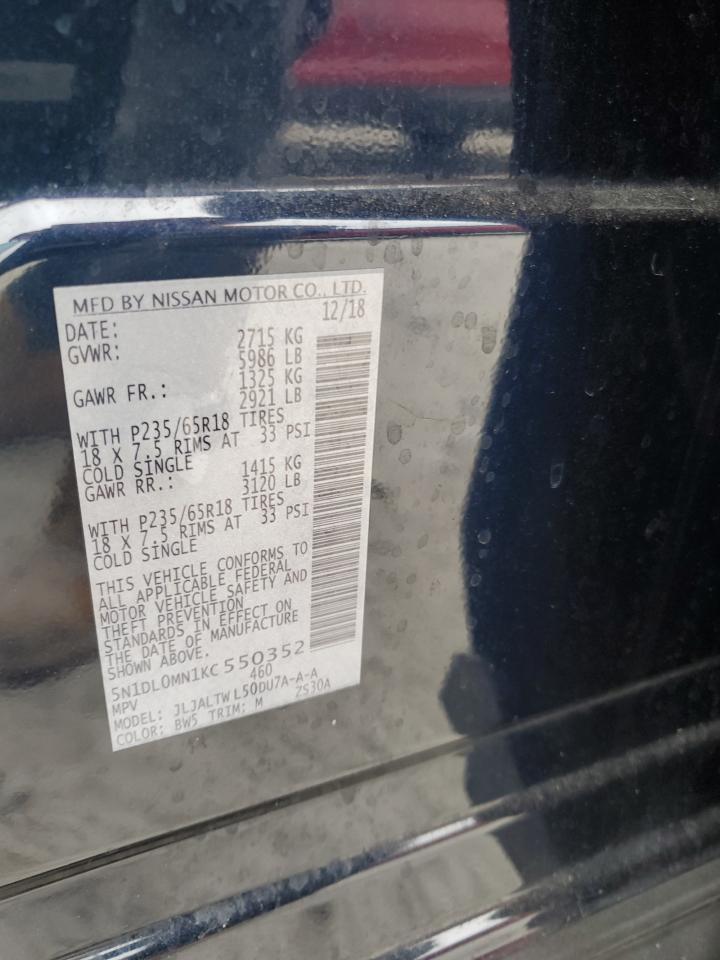 MFD BY NISSAN MOTOR CO., LTD.
DATE: 12/18
GVWR: 2715 KG
5986 LB
GAWR FR.: 1325 KG
2921 LB
WITH P235/65R18 TIRES
18 X 7.5 RIMS AT 33 PSI
COLD SINGLE
GAWR RR.: 1415 KG
3120 LB
WITH P235/65R18 TIRES
18 X 7.5 RIMS AT 33 PSI
COLD SINGLE
THIS VEHICLE CONFORMS TO
ALL APPLICABLE FEDERAL
MOTOR VEHICLE SAFETY AND
THEFT PREVENTION
STANDARDS IN EFFECT ON
THE DATE OF MANUFACTURE
SHOWN ABOVE.
5N1DL0MN1KC550352
MPV 460
MODEL: JLJALTWL50DU7A-A-A
COLOR: BW5 TRIM: M ZS30A